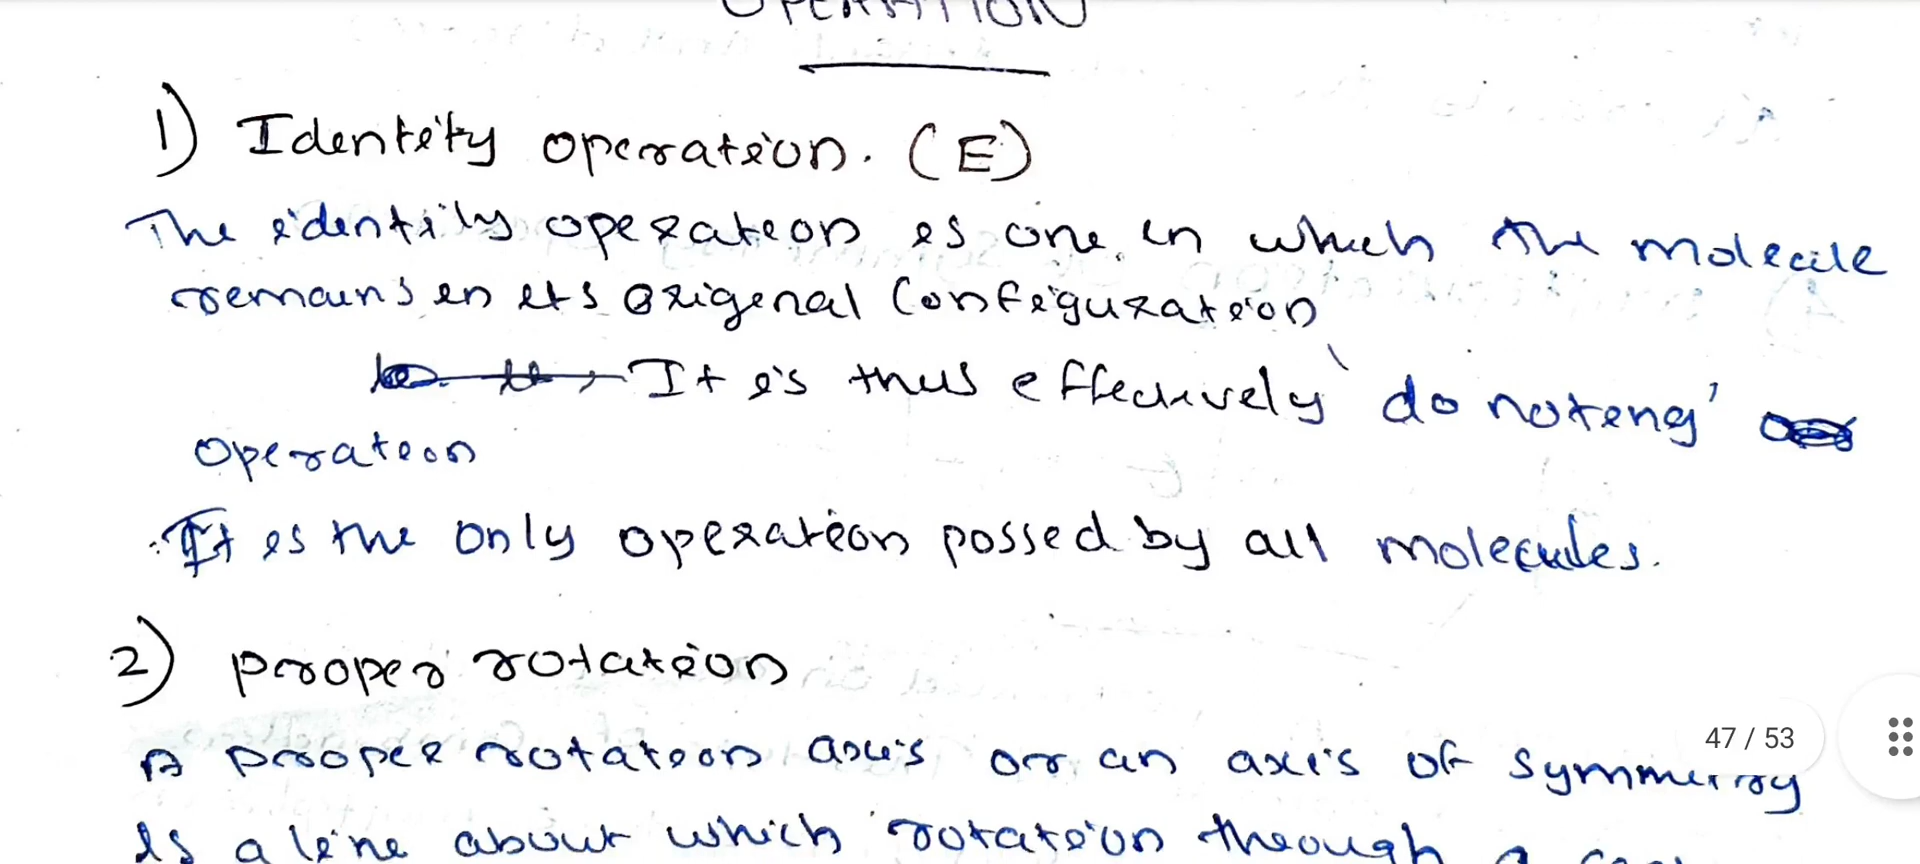 OPERATION
1) Identity operation. (E)
The identity operation is one in which the molecule
remains in its original configuration
It is thus effectively 'do noting'
operation
It is the only operation possed by all molecules.
2) proper rotation
A proper rotation axis or an axis of symmetry
47 / 53
is a line about which rotation through a